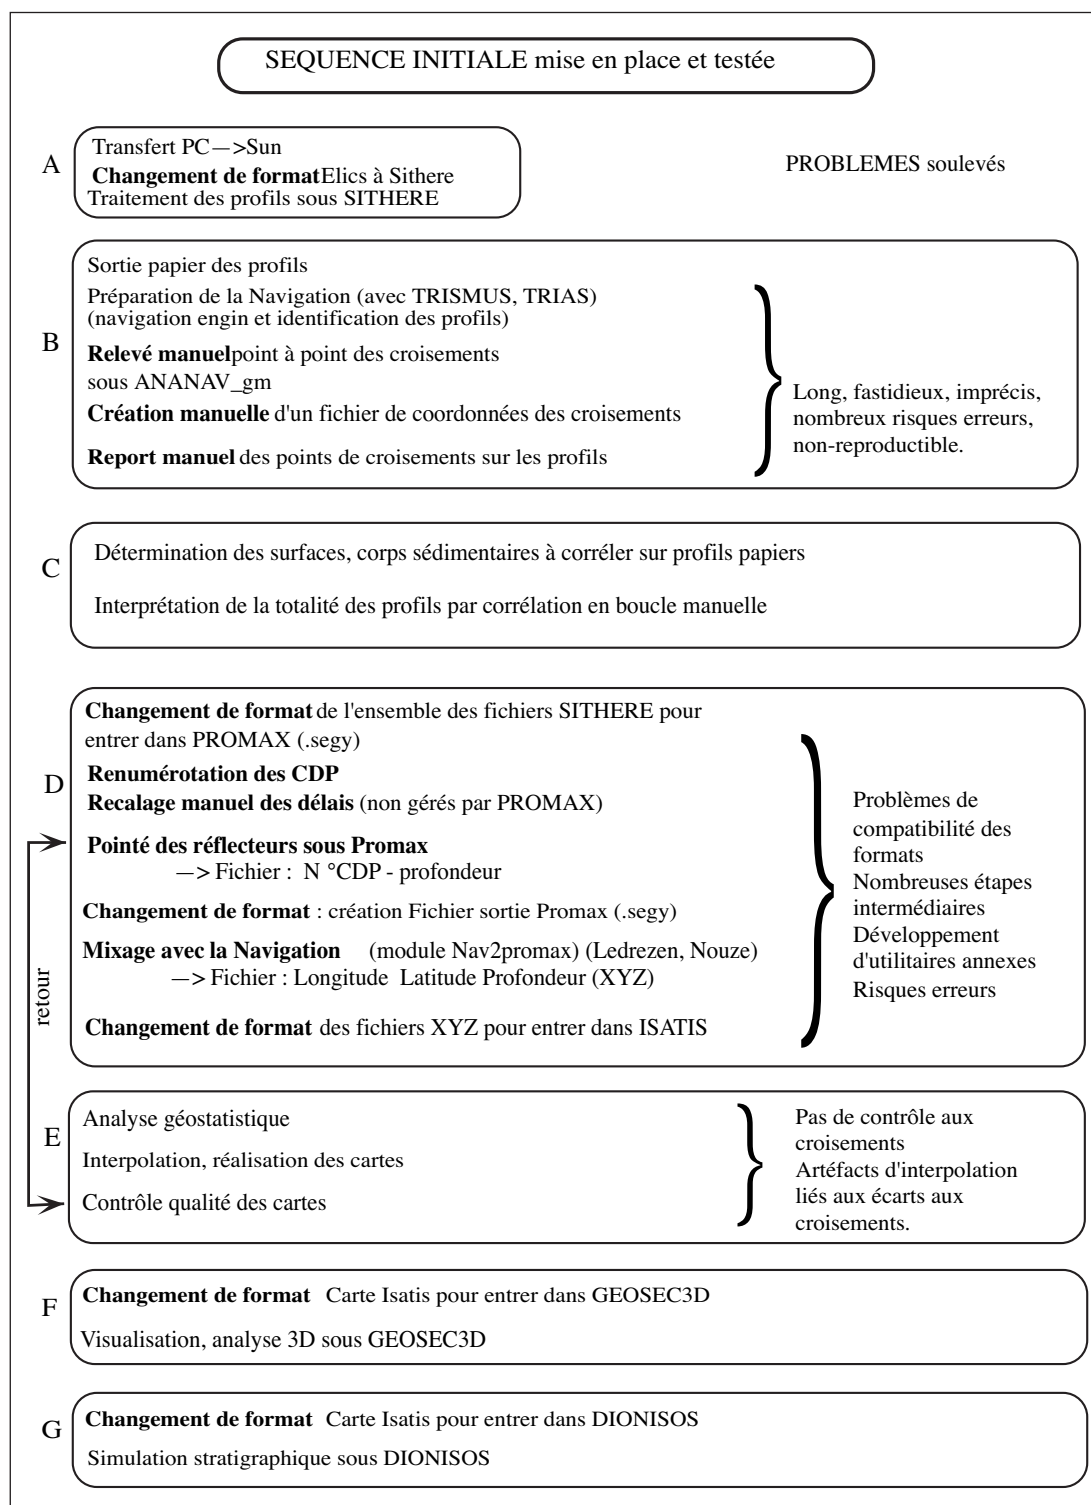 SEQUENCE INITIALE mise en place et testée
A
Transfert PC—>Sun
Changement de format Elics à Sithere
Traitement des profils sous SITHERE
PROBLEMES soulevés
B
Sortie papier des profils
Préparation de la Navigation (avec TRISMUS, TRIAS)
(navigation engin et identification des profils)
Relevé manuel point à point des croisements
sous ANANAV_gm
Création manuelle d'un fichier de coordonnées des croisements
Report manuel des points de croisements sur les profils
Long, fastidieux, imprécis,
nombreux risques erreurs,
non-reproductible.
C
Détermination des surfaces, corps sédimentaires à corréler sur profils papiers
Interprétation de la totalité des profils par corrélation en boucle manuelle
D
Changement de format de l'ensemble des fichiers SITHERE pour
entrer dans PROMAX (.segy)
Renumérotation des CDP
Recalage manuel des délais (non gérés par PROMAX)
Pointé des réflecteurs sous Promax
—> Fichier : N °CDP - profondeur
Changement de format : création Fichier sortie Promax (.segy)
Mixage avec la Navigation (module Nav2promax) (Ledrezen, Nouze)
—> Fichier : Longitude Latitude Profondeur (XYZ)
Changement de format des fichiers XYZ pour entrer dans ISATIS
Problèmes de
compatibilité des
formats
Nombreuses étapes
intermédiaires
Développement
d'utilitaires annexes
Risques erreurs
retour
E
Analyse géostatistique
Interpolation, réalisation des cartes
Contrôle qualité des cartes
Pas de contrôle aux
croisements
Artéfacts d'interpolation
liés aux écarts aux
croisements.
F
Changement de format Carte Isatis pour entrer dans GEOSEC3D
Visualisation, analyse 3D sous GEOSEC3D
G
Changement de format Carte Isatis pour entrer dans DIONISOS
Simulation stratigraphique sous DIONISOS